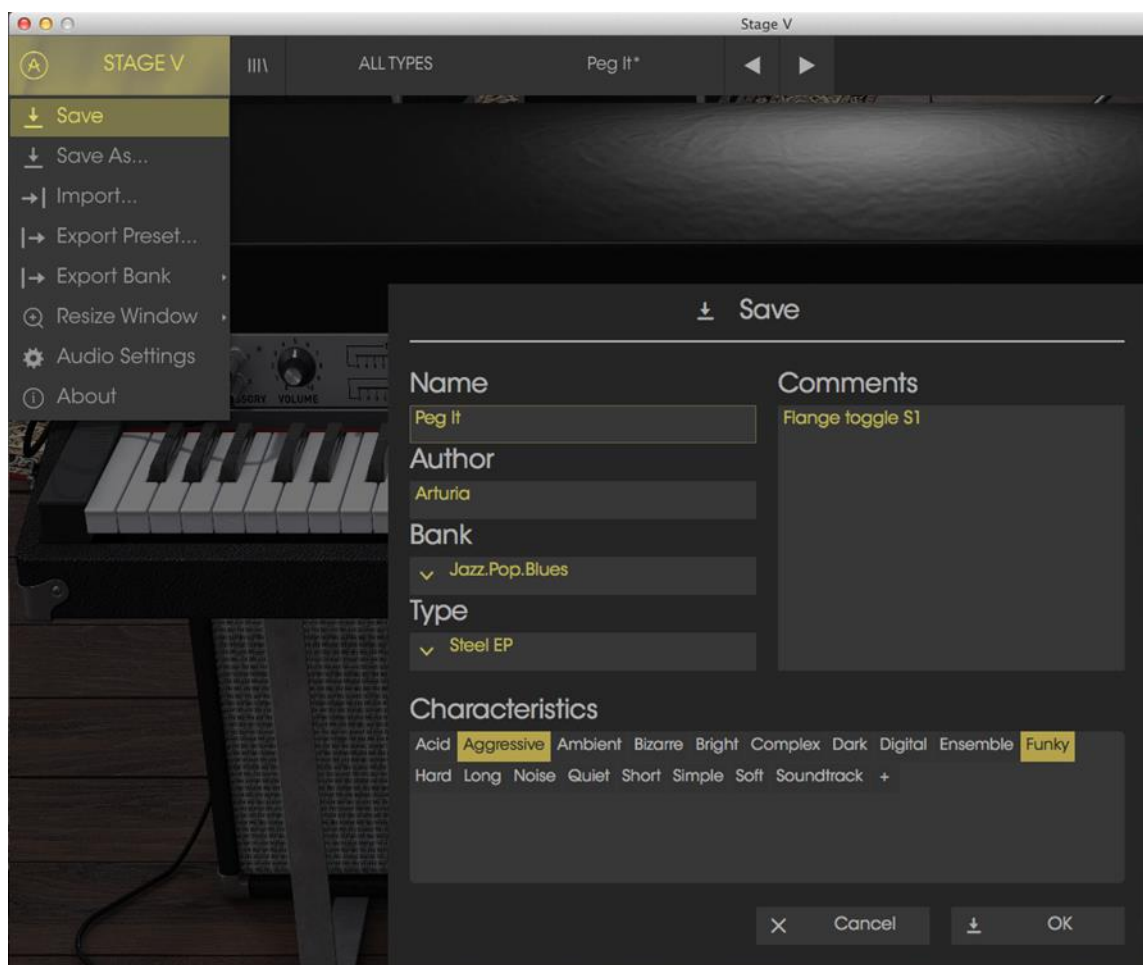 Stage V
STAGE V ALL TYPES Peg It*
Save
Save As...
Import...
Export Preset...
Export Bank
Resize Window
Audio Settings
About
VOLUME
Save
Name
Peg It
Author
Arturia
Bank
Jazz.Pop.Blues
Type
Steel EP
Comments
Flange toggle S1
Characteristics
Acid Aggressive Ambient Bizarre Bright Complex Dark Digital Ensemble Funky
Hard Long Noise Quiet Short Simple Soft Soundtrack +
Cancel OK